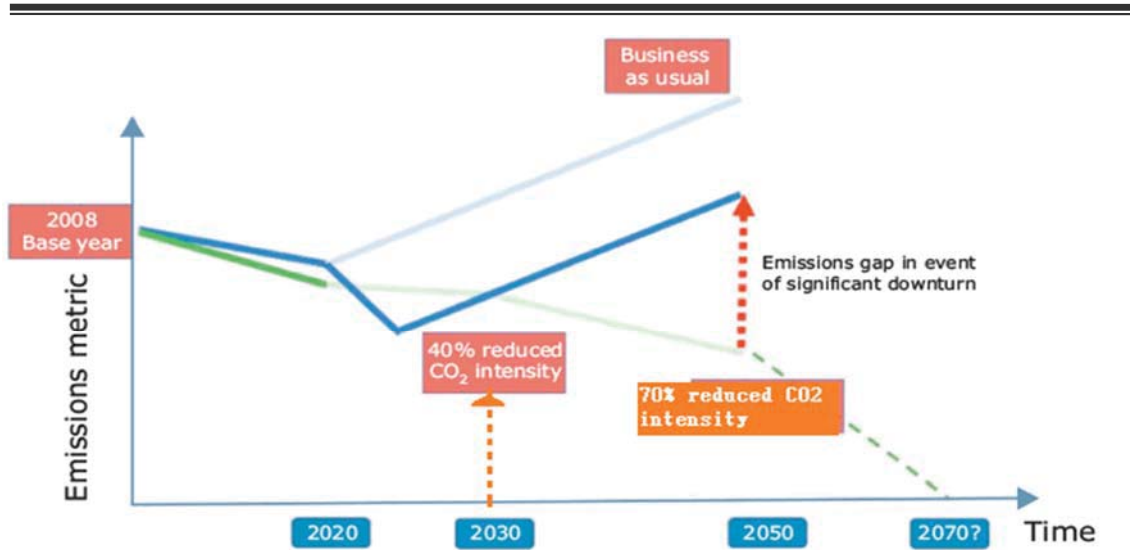 Business
as usual
2008
Base year
Emissions metric
Emissions gap in event
of significant downturn
40% reduced
CO₂ intensity
70% reduced CO2
intensity
2020
2030
2050
2070?
Time